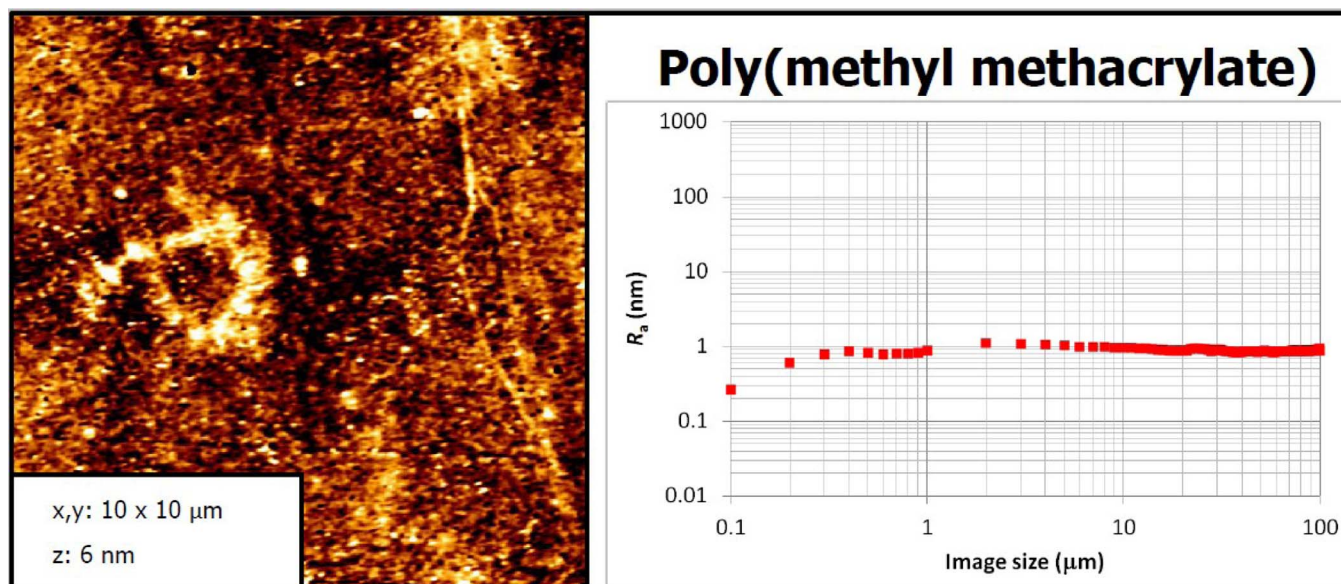 x,y: 10 x 10 μm
z: 6 nm
Poly(methyl methacrylate)
1000
100
10
1
0.1
0.01
Ra (nm)
0.1 1 10 100
Image size (μm)